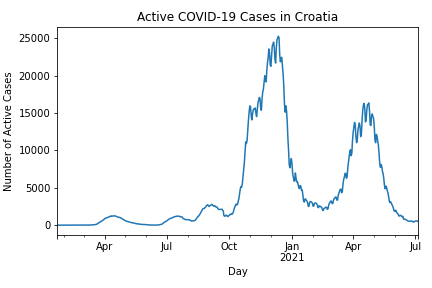 Active COVID-19 Cases in Croatia
Number of Active Cases
25000
20000
15000
10000
5000
0
Apr
Jul
Oct
Jan
2021
Apr
Jul
Day